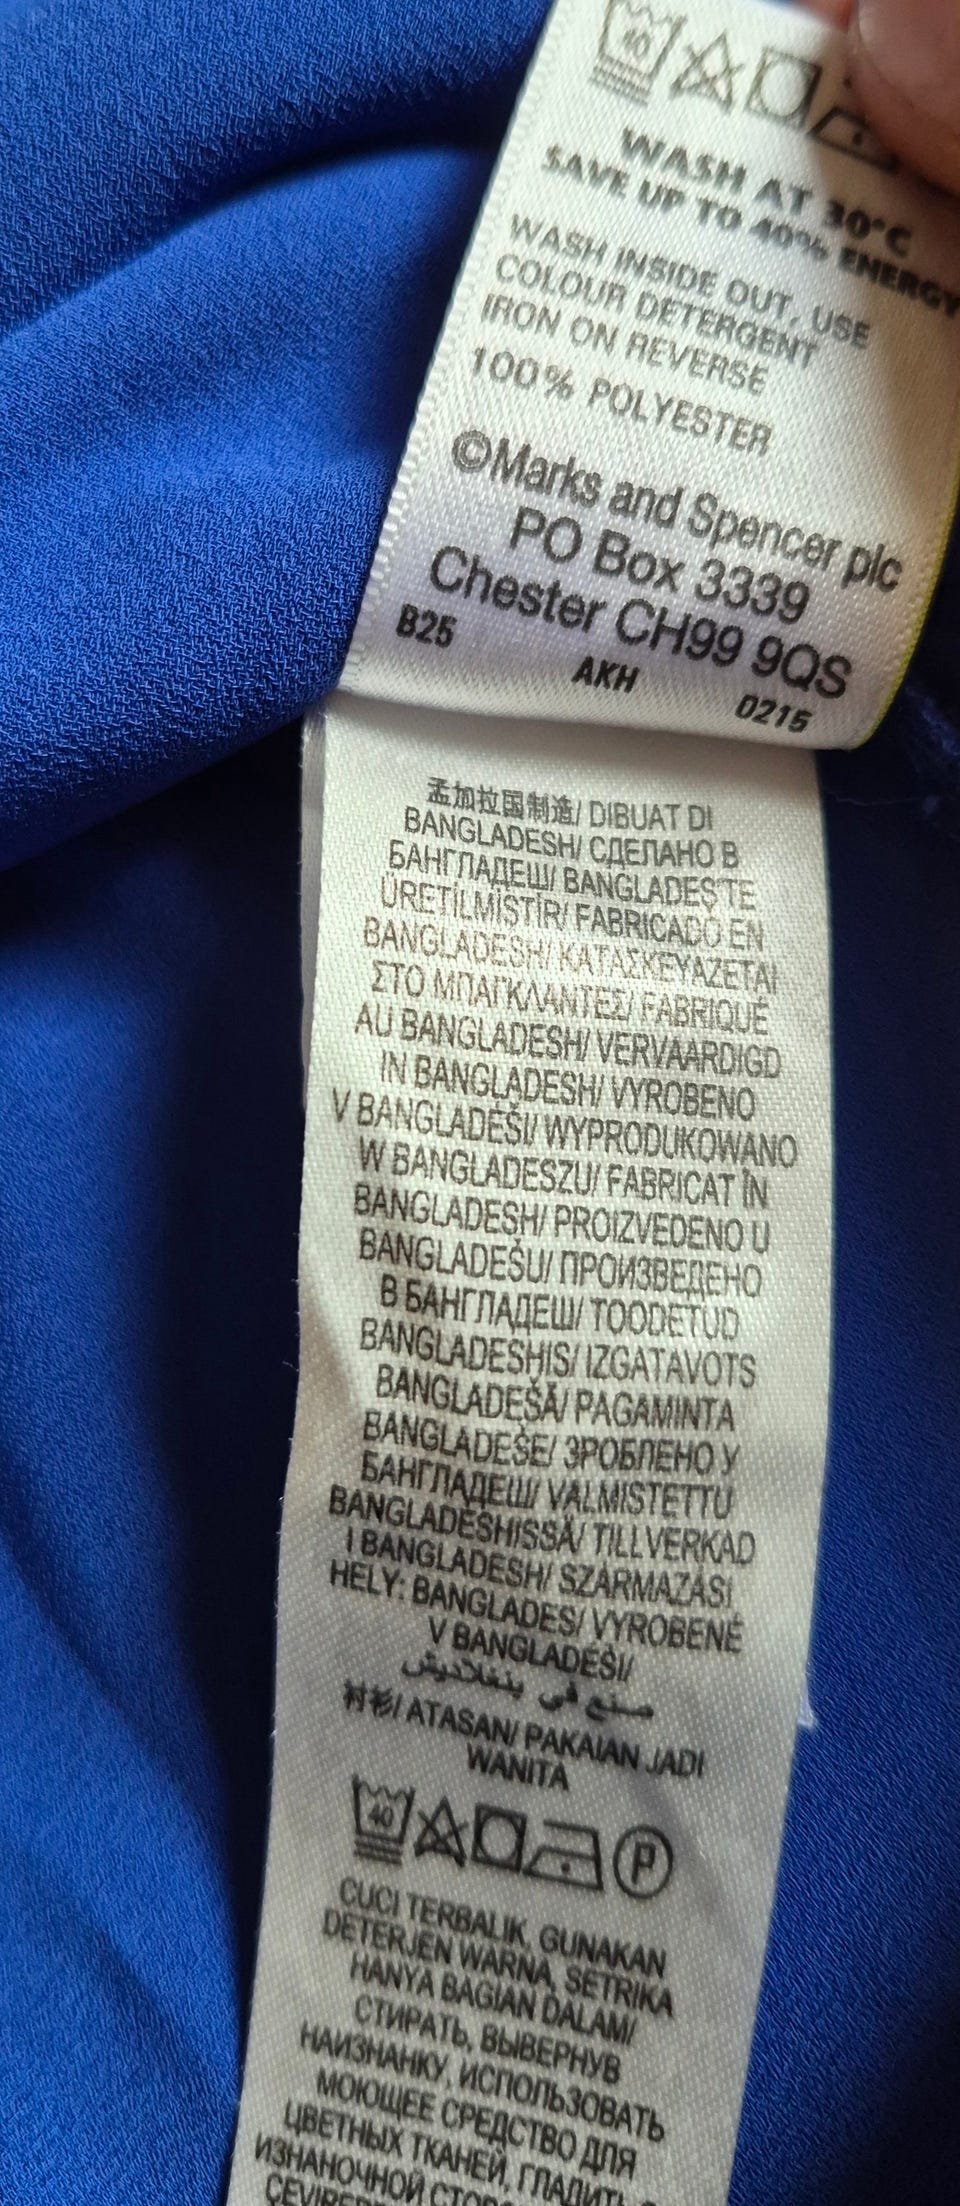 40
WASH AT 30°C
SAVE UP TO 40% ENERGY
WASH INSIDE OUT, USE
COLOUR DETERGENT
IRON ON REVERSE
100% POLYESTER
©Marks and Spencer plc
PO Box 3339
Chester CH99 9QS
B25 AKH 0215
孟加拉国制造/ DIBUAT DI
BANGLADESH/ СДЕЛАНО В
БАНГЛАДЕШ/ BANGLADEŞ'TE
ÜRETİLMİŞTİR/ FABRICADO EN
BANGLADESH/ ΚΑΤΑΣΚΕΥΑΖΕΤΑΙ
ΣΤΟ ΜΠΑΓΚΛΑΝΤΕΣ/ FABRIQUÉ
AU BANGLADESH/ VERVAARDIGD
IN BANGLADESH/ VYROBENO
V BANGLADÉŠI/ WYPRODUKOWANO
W BANGLADESZU/ FABRICAT ÎN
BANGLADESH/ PROIZVEDENO U
BANGLADEŠU/ ПРОИЗВЕДЕНО
В БАНГЛАДЕШ/ TOODETUD
BANGLADESHIS/ IZGATAVOTS
BANGLADEŠĀ/ PAGAMINTA
BANGLADEŠE/ ЗРОБЛЕНО У
БАНГЛАДЕШ/ VALMISTETTU
BANGLADESHISSÄ/ TILLVERKAD
I BANGLADESH/ SZÁRMAZÁSI
HELY: BANGLADES/ VYROBENÉ
V BANGLADÉŠI/
صنع في بنغلاديش
衬衫/ ATASAN/ PAKAIAN JADI
WANITA
40 P
CUCI TERBALIK, GUNAKAN
DETERJEN WARNA, SETRIKA
HANYA BAGIAN DALAM/
СТИРАТЬ, ВЫВЕРНУВ
НАИЗНАНКУ, ИСПОЛЬЗОВАТЬ
МОЮЩЕЕ СРЕДСТВО ДЛЯ
ЦВЕТНЫХ ТКАНЕЙ, ГЛАДИТЬ
ИЗНАНОЧНОЙ